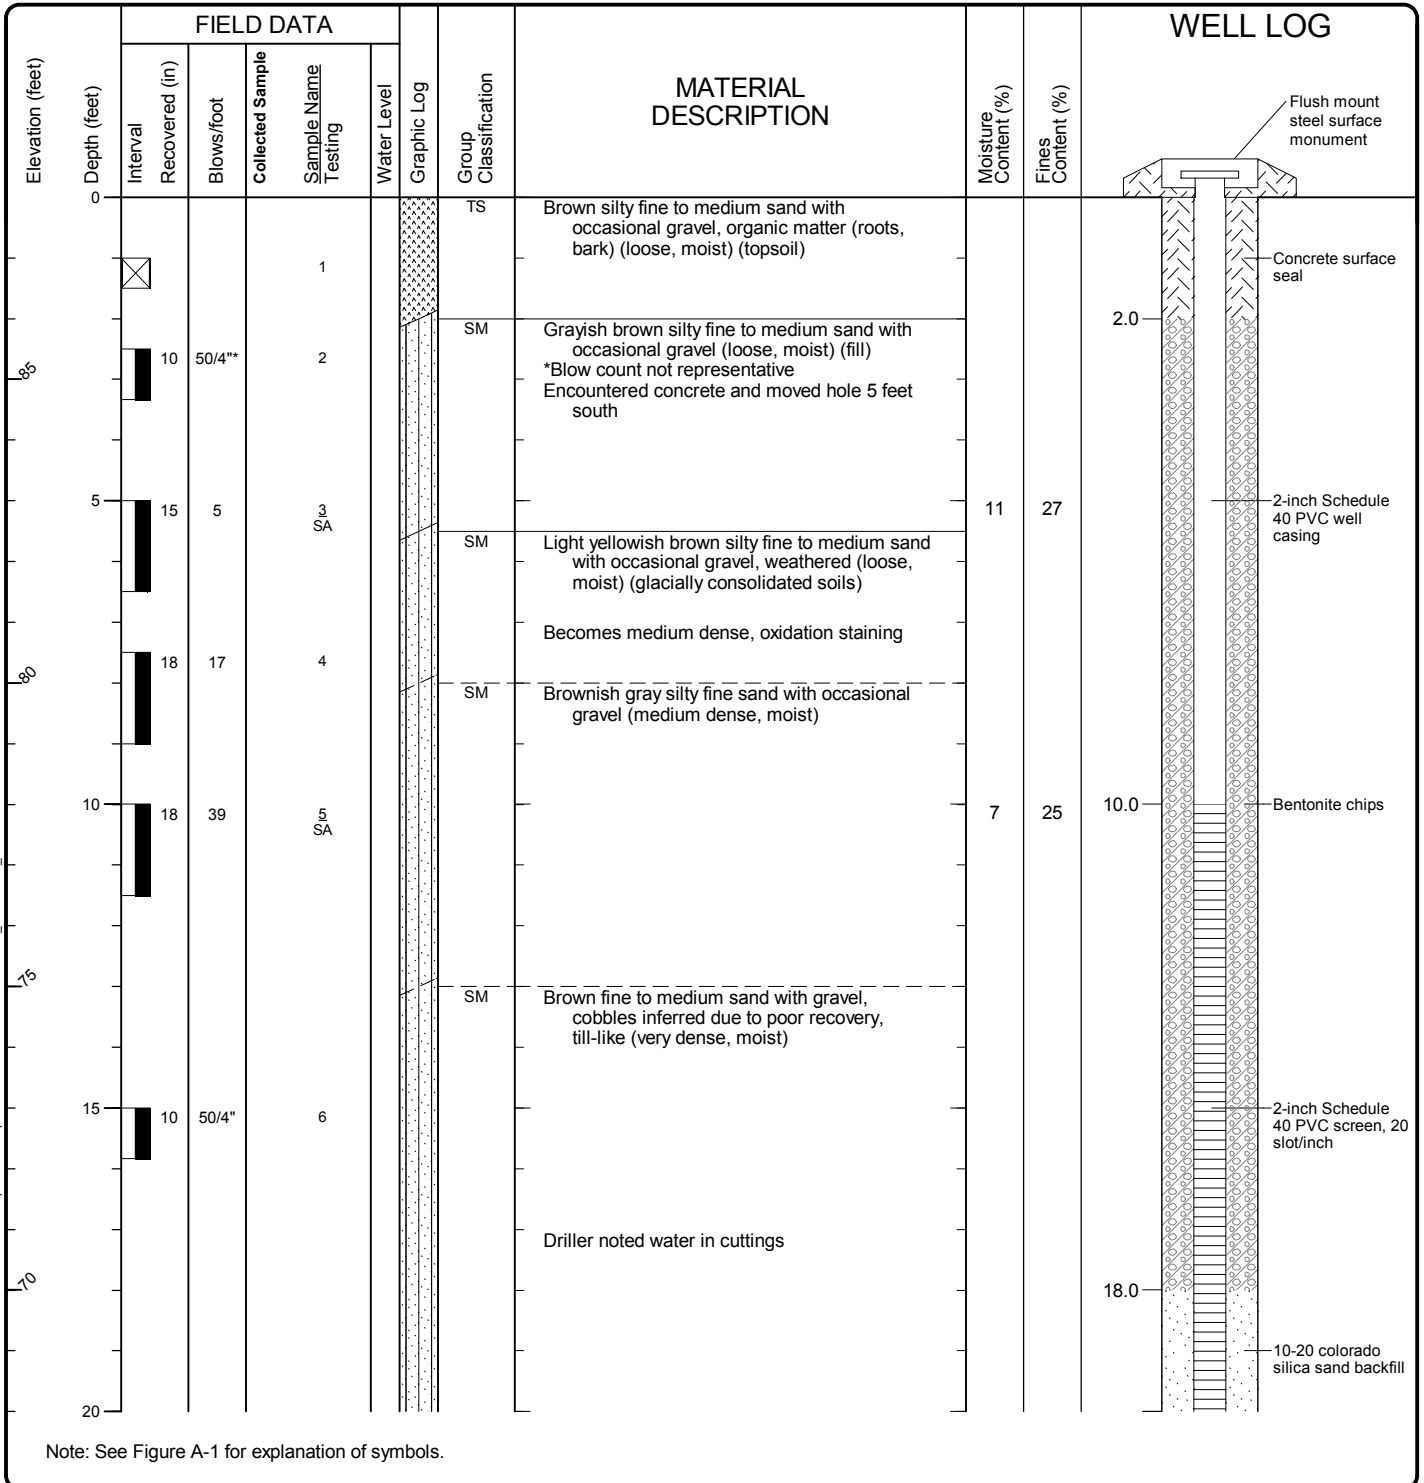 FIELD DATA
WELL LOG
Elevation (feet)
Depth (feet)
Interval
Recovered (in)
Blows/foot
Collected Sample
Sample Name
Testing
Water Level
Graphic Log
Group
Classification
MATERIAL
DESCRIPTION
Moisture
Content (%)
Fines
Content (%)
Flush mount
steel surface
monument
0
TS
Brown silty fine to medium sand with
occasional gravel, organic matter (roots,
bark) (loose, moist) (topsoil)
1
Concrete surface
seal
2.0
SM
Grayish brown silty fine to medium sand with
occasional gravel (loose, moist) (fill)
85
10
50/4"*
2
*Blow count not representative
Encountered concrete and moved hole 5 feet
south
5
15
5
3
SA
11
27
2-inch Schedule
40 PVC well
casing
SM
Light yellowish brown silty fine to medium sand
with occasional gravel, weathered (loose,
moist) (glacially consolidated soils)
Becomes medium dense, oxidation staining
80
18
17
4
SM
Brownish gray silty fine sand with occasional
gravel (medium dense, moist)
10
18
39
5
SA
7
25
10.0
Bentonite chips
75
SM
Brown fine to medium sand with gravel,
cobbles inferred due to poor recovery,
till-like (very dense, moist)
15
10
50/4"
6
2-inch Schedule
40 PVC screen, 20
slot/inch
Driller noted water in cuttings
70
18.0
10-20 colorado
silica sand backfill
20
Note: See Figure A-1 for explanation of symbols.